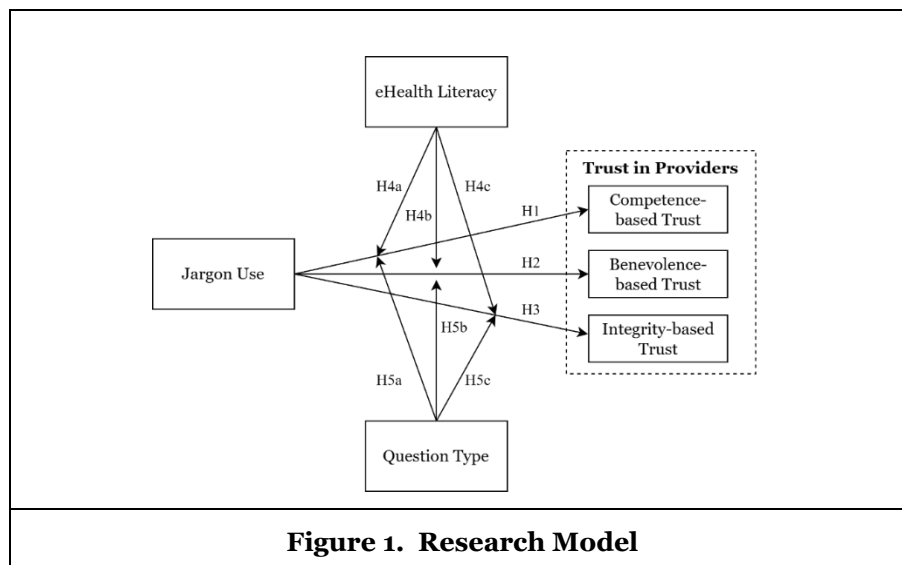 eHealth Literacy
Trust in Providers
H4a
H4c
Competence-
based Trust
H1
H4b
Jargon Use
H2
Benevolence-
based Trust
H3
Integrity-based
Trust
H5b
H5a
H5c
Question Type
Figure 1. Research Model